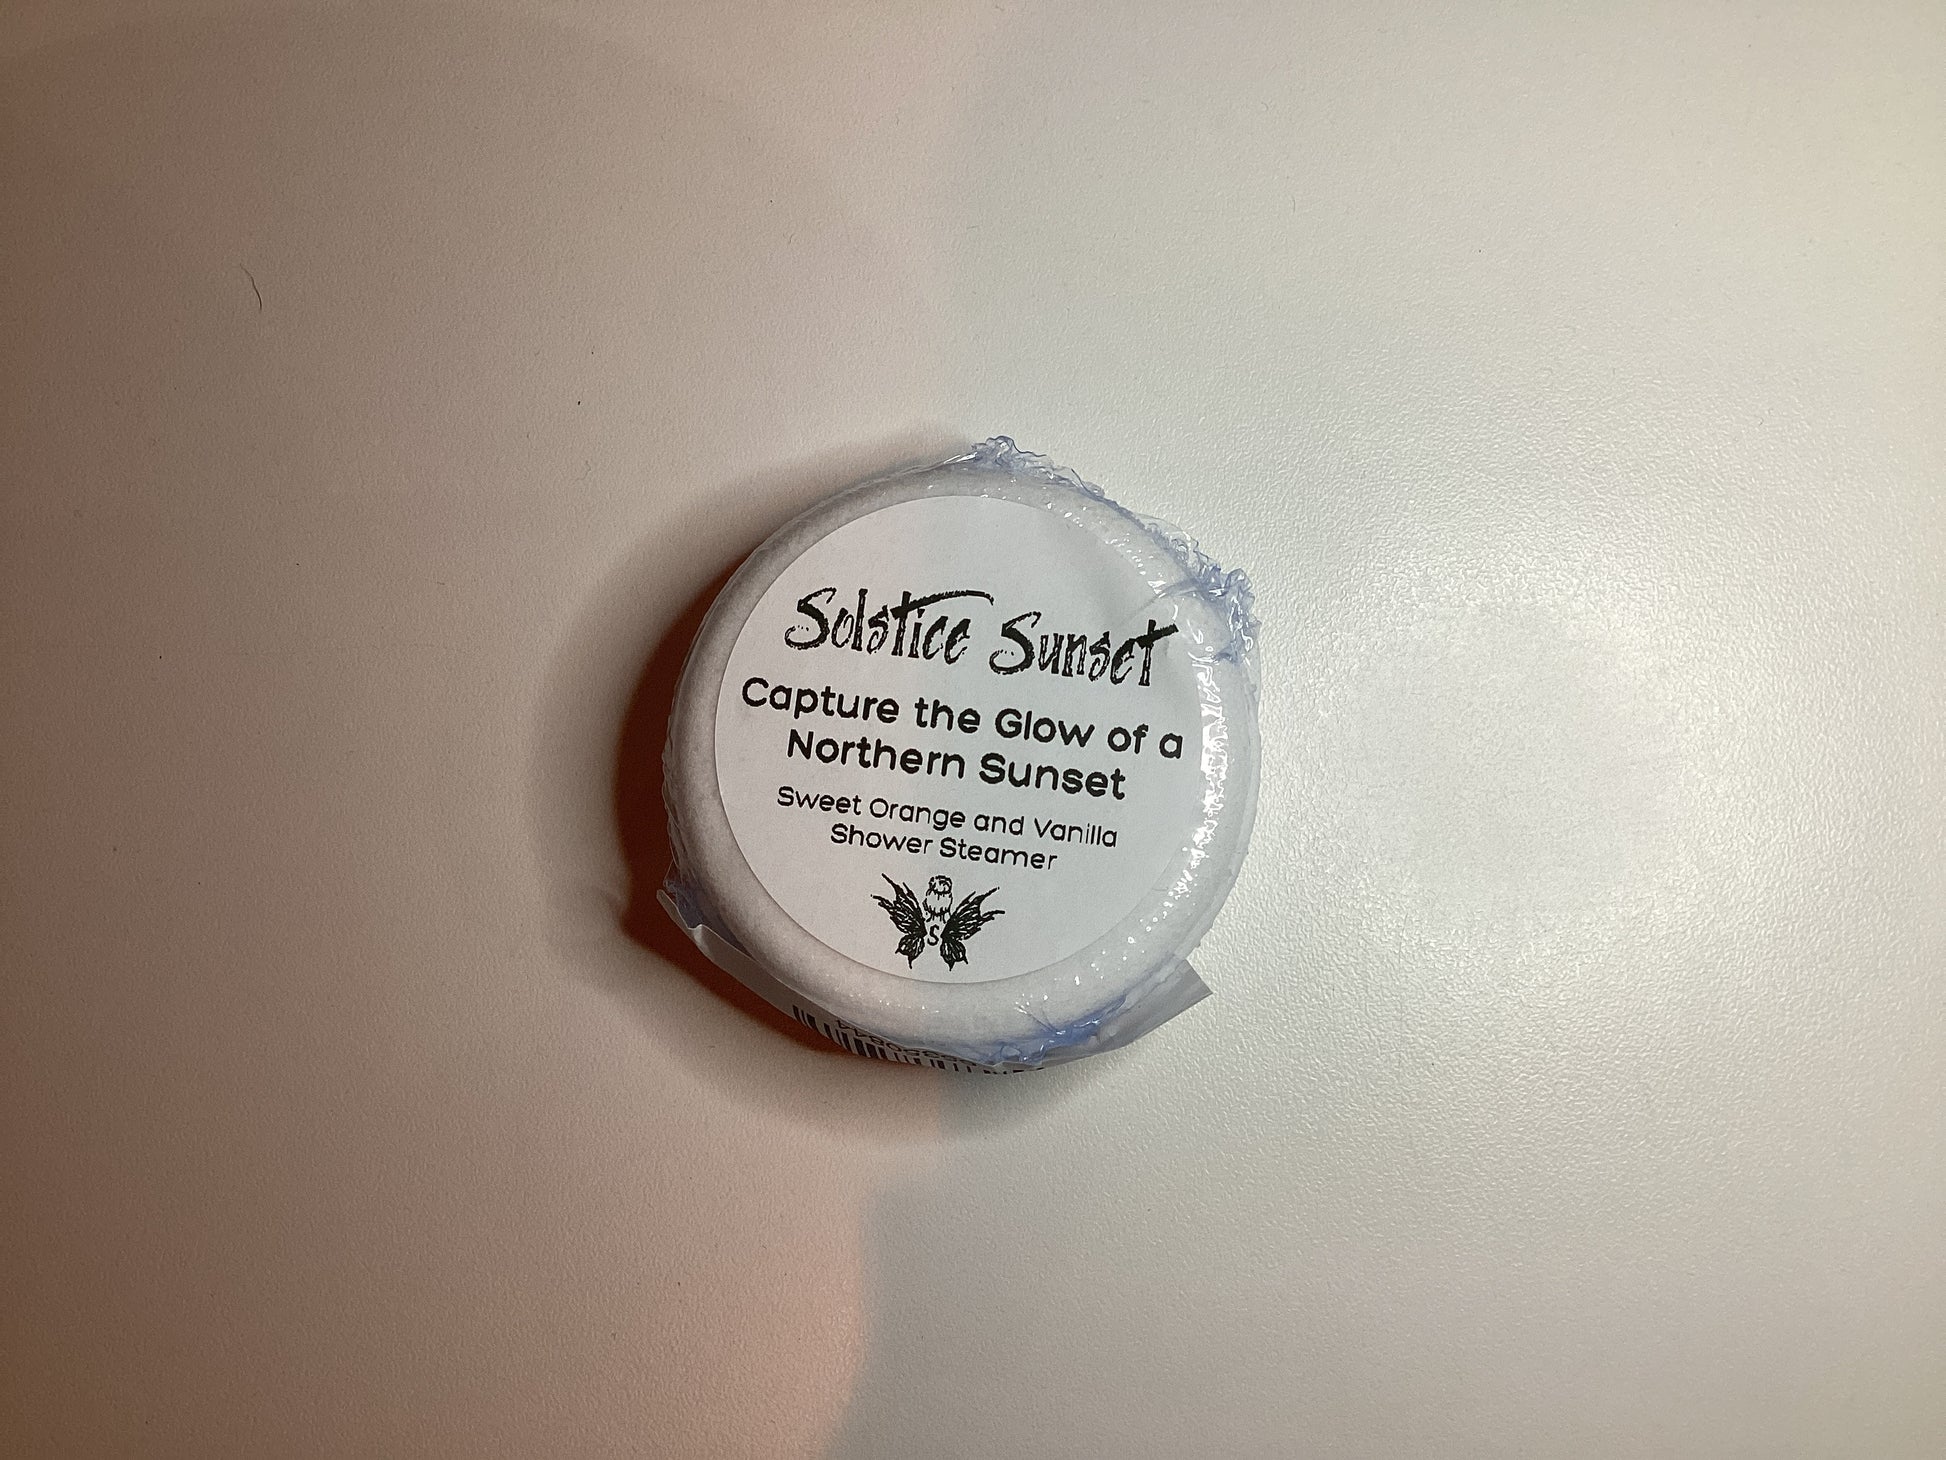 Solstice Sunset
Capture the Glow of a
Northern Sunset
Sweet Orange and Vanilla
Shower Steamer
S